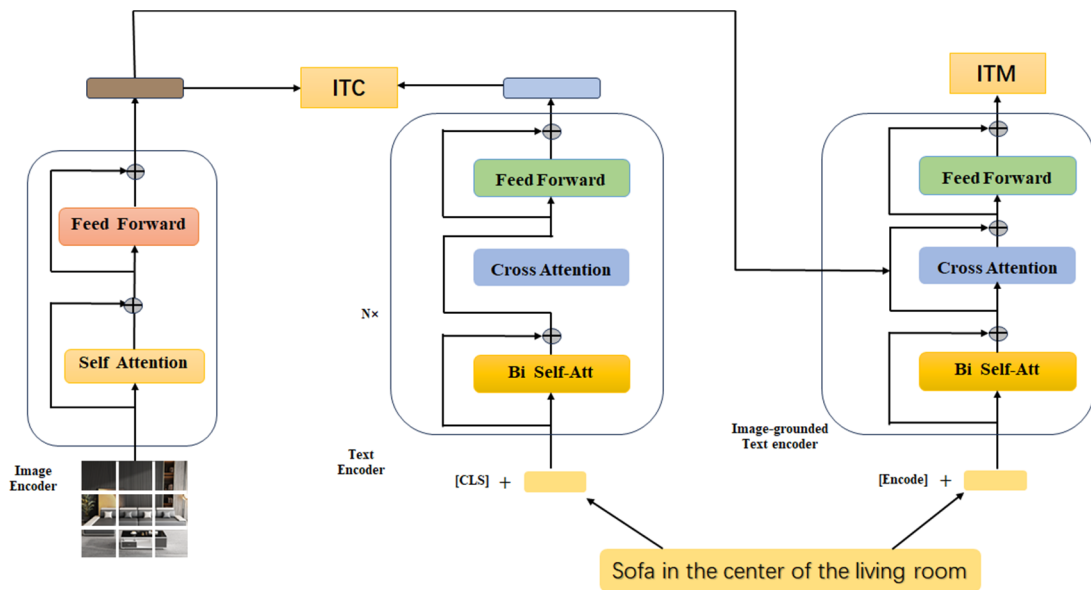 ITC
ITM
Feed Forward
Self Attention
Image
Encoder
Feed Forward
Cross Attention
N×
Bi Self-Att
Text
Encoder
[CLS] +
Feed Forward
Cross Attention
Bi Self-Att
Image-grounded
Text encoder
[Encode] +
Sofa in the center of the living room